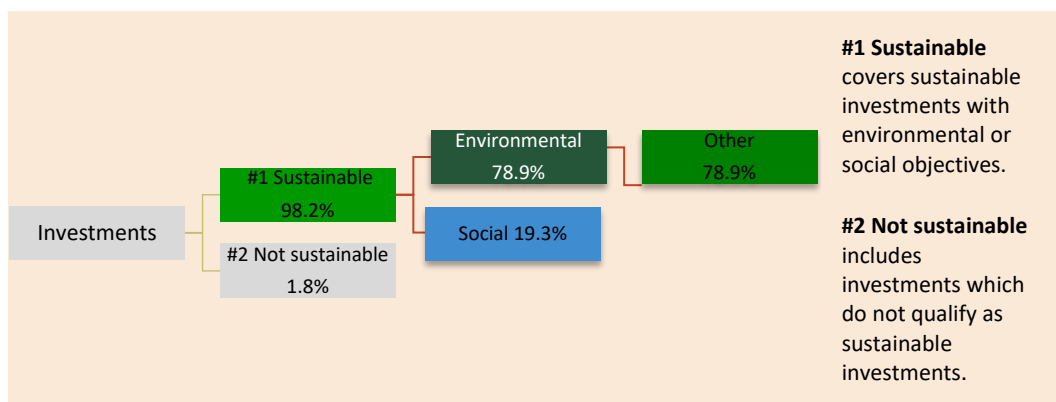 Investments
#1 Sustainable
98.2%
#2 Not sustainable
1.8%
Environmental
78.9%
Social 19.3%
Other
78.9%
#1 Sustainable
covers sustainable
investments with
environmental or
social objectives.
#2 Not sustainable
includes
investments which
do not qualify as
sustainable
investments.